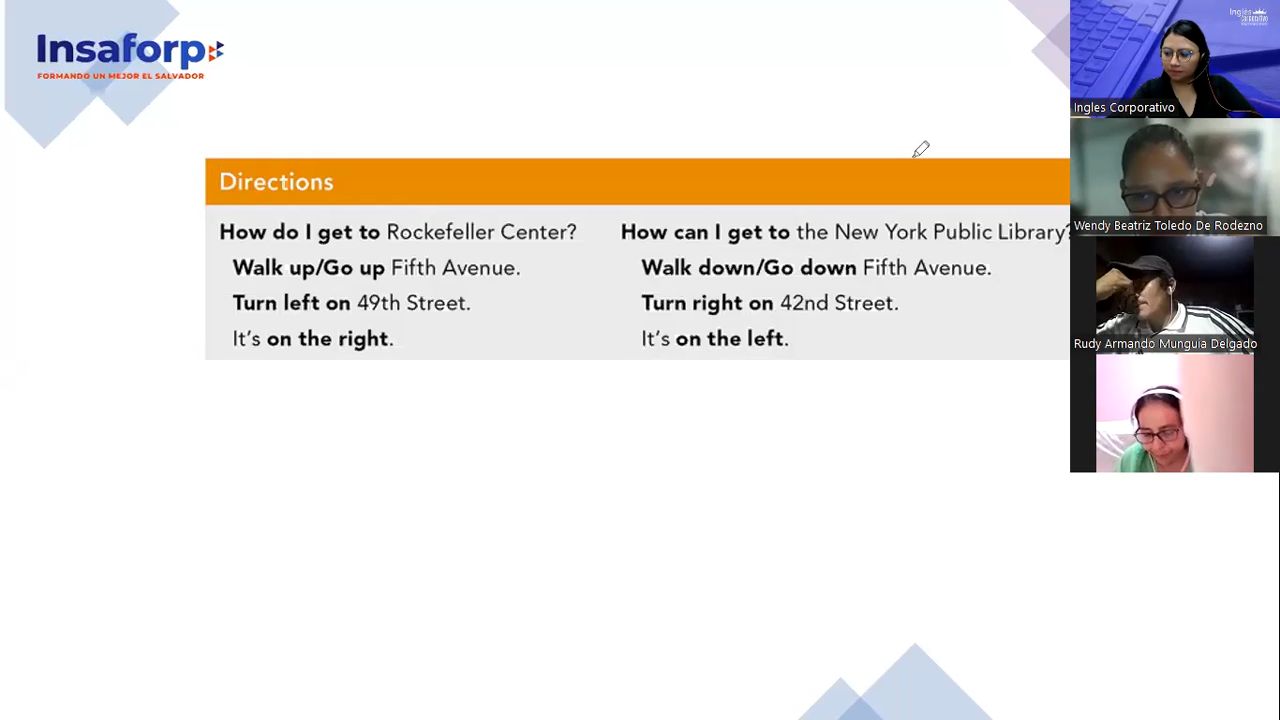 Insaforp
FORMANDO UN MEJOR EL SALVADOR
Directions
How do I get to Rockefeller Center?
Walk up/Go up Fifth Avenue.
Turn left on 49th Street.
It's on the right.
How can I get to the New York Public Library?
Walk down/Go down Fifth Avenue.
Turn right on 42nd Street.
It's on the left.
Ingles Corporativo
Wendy Beatriz Toledo De Rodezno
Rudy Armando Munguia Delgado